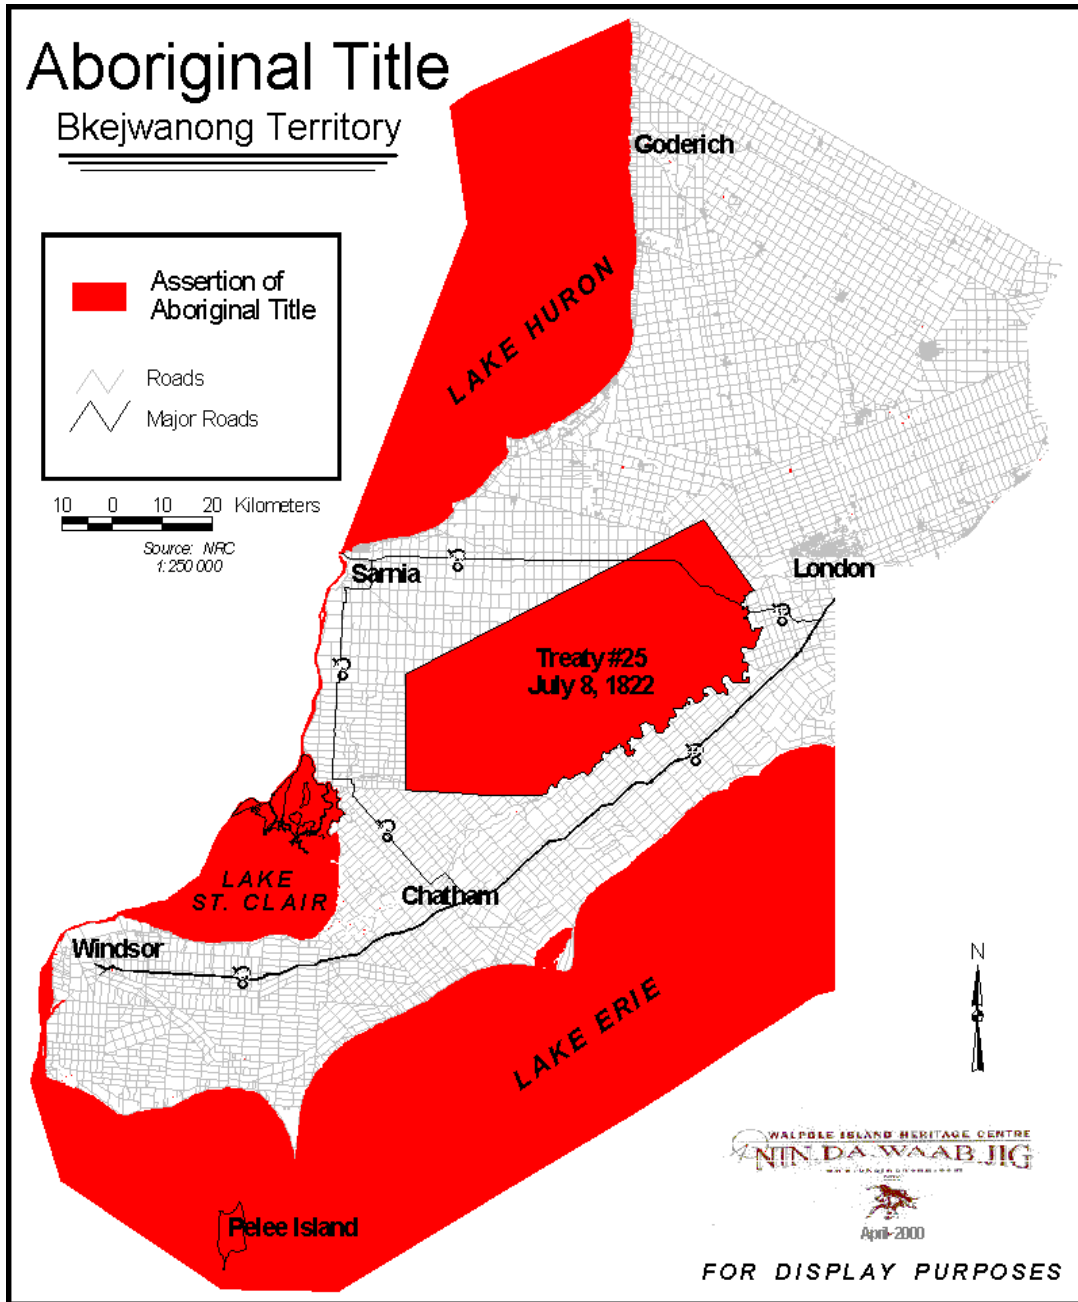 Aboriginal Title
Bkejwanong Territory
Assertion of
Aboriginal Title
Roads
Major Roads
10 0 10 20 Kilometers
Source: NRC
1:250 000
Goderich
LAKE HURON
Sarnia
London
Treaty #25
July 8, 1822
LAKE
ST. CLAIR
Chatham
Windsor
LAKE ERIE
Pelee Island
N
WALPOLE ISLAND HERITAGE CENTRE
NIN.DA.WAAB.JIG
April-2000
FOR DISPLAY PURPOSES